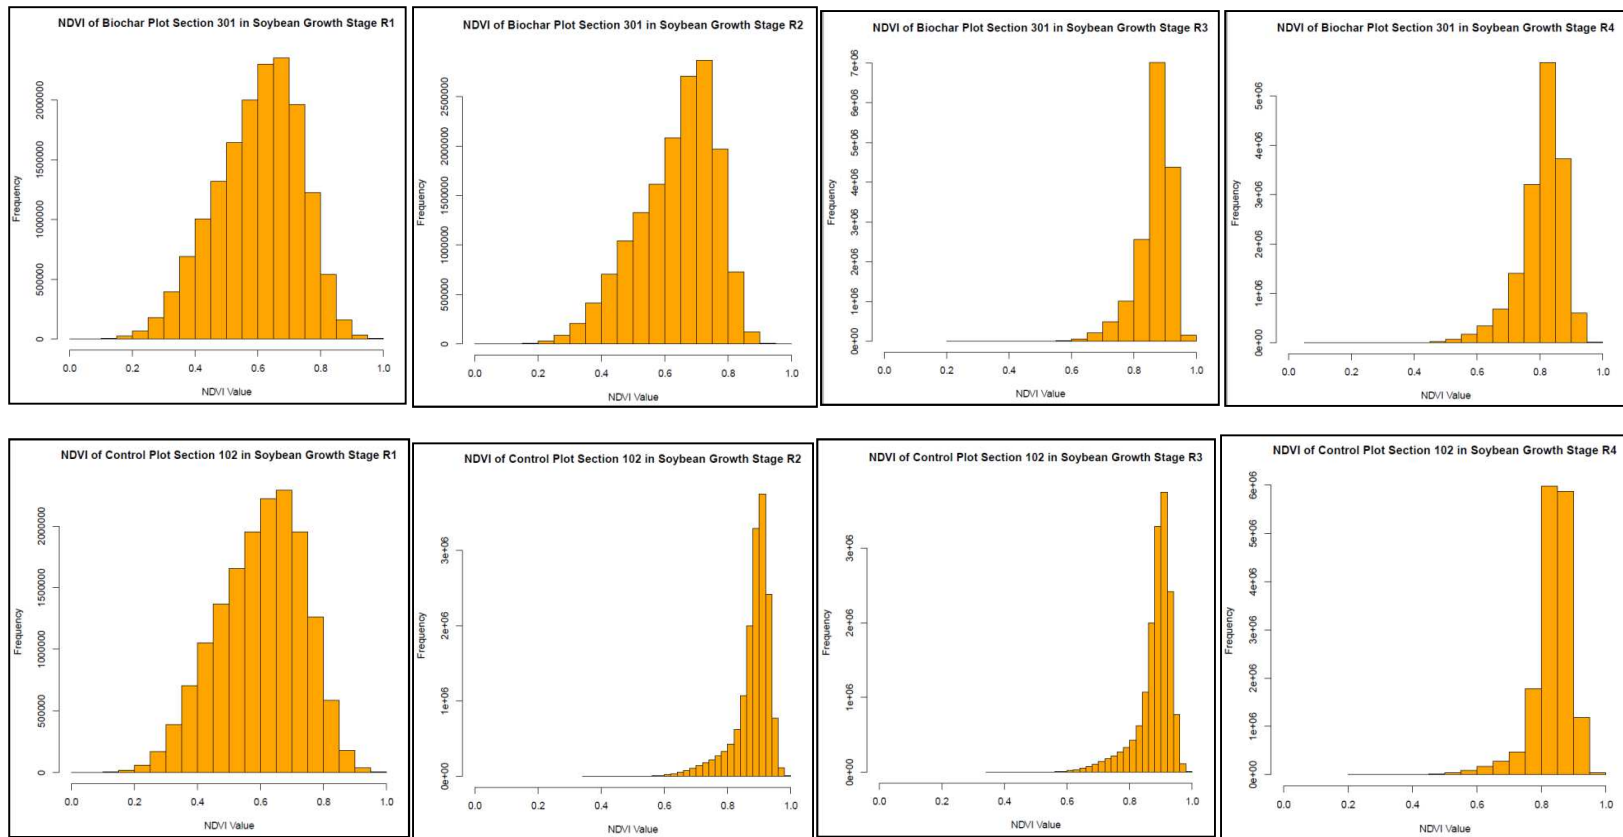 NDVI of Biochar Plot Section 301 in Soybean Growth Stage R1
Frequency
0
500000
1000000
1500000
2000000
0.0 0.2 0.4 0.6 0.8 1.0
NDVI Value
NDVI of Biochar Plot Section 301 in Soybean Growth Stage R2
Frequency
0
500000
1000000
1500000
2000000
2500000
0.0 0.2 0.4 0.6 0.8 1.0
NDVI Value
NDVI of Biochar Plot Section 301 in Soybean Growth Stage R3
Frequency
0e+00
1e+06
2e+06
3e+06
4e+06
5e+06
6e+06
7e+06
0.0 0.2 0.4 0.6 0.8 1.0
NDVI Value
NDVI of Biochar Plot Section 301 in Soybean Growth Stage R4
Frequency
0e+00
1e+06
2e+06
3e+06
4e+06
5e+06
0.0 0.2 0.4 0.6 0.8 1.0
NDVI Value
NDVI of Control Plot Section 102 in Soybean Growth Stage R1
Frequency
0
500000
1000000
1500000
2000000
0.0 0.2 0.4 0.6 0.8 1.0
NDVI Value
NDVI of Control Plot Section 102 in Soybean Growth Stage R2
Frequency
0e+00
1e+06
2e+06
3e+06
0.0 0.2 0.4 0.6 0.8 1.0
NDVI Value
NDVI of Control Plot Section 102 in Soybean Growth Stage R3
Frequency
0e+00
1e+06
2e+06
3e+06
0.0 0.2 0.4 0.6 0.8 1.0
NDVI Value
NDVI of Control Plot Section 102 in Soybean Growth Stage R4
Frequency
0e+00
1e+06
2e+06
3e+06
4e+06
5e+06
6e+06
0.0 0.2 0.4 0.6 0.8 1.0
NDVI Value